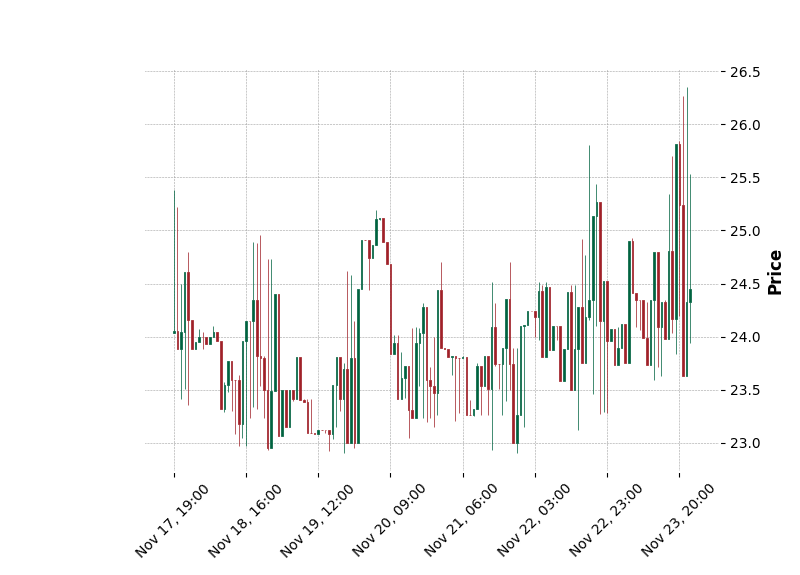 26.5
26.0
25.5
25.0
24.5
24.0
23.5
23.0
Price
Nov 17, 19:00
Nov 18, 16:00
Nov 19, 12:00
Nov 20, 09:00
Nov 21, 06:00
Nov 22, 03:00
Nov 22, 23:00
Nov 23, 20:00